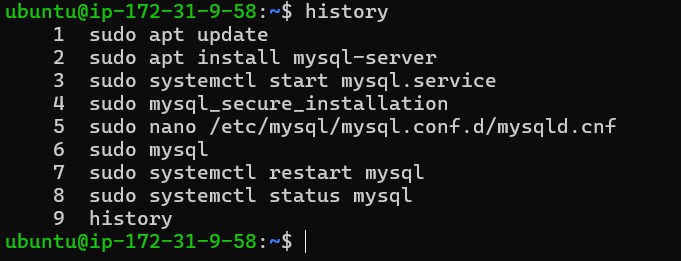 ubuntu@ip-172-31-9-58:~$ history
1 sudo apt update
2 sudo apt install mysql-server
3 sudo systemctl start mysql.service
4 sudo mysql_secure_installation
5 sudo nano /etc/mysql/mysql.conf.d/mysqld.cnf
6 sudo mysql
7 sudo systemctl restart mysql
8 sudo systemctl status mysql
9 history
ubuntu@ip-172-31-9-58:~$